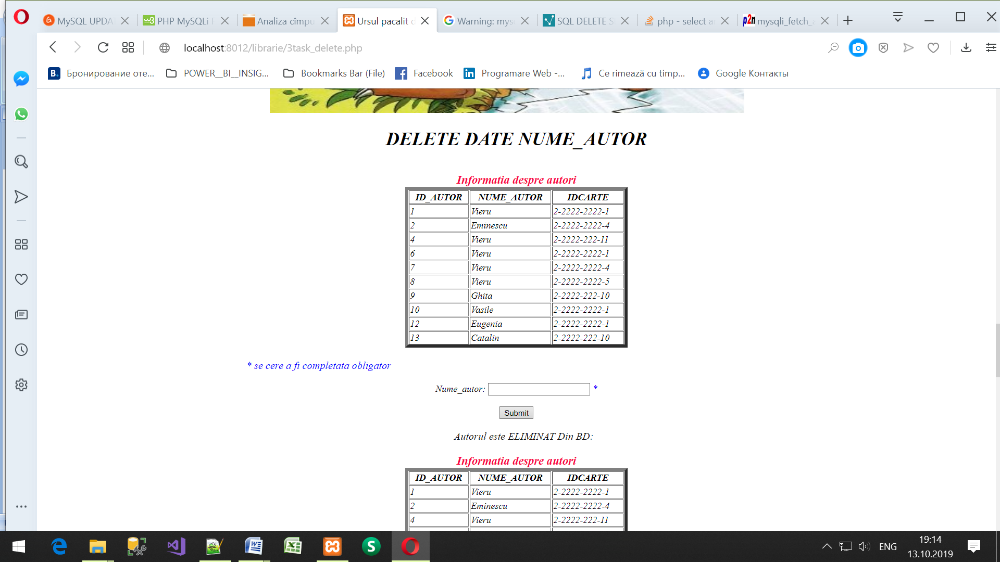 MySQL UPDA
PHP MySQLi F
Analiza cîmpu
Ursul pacalit c
Warning: mys
SQL DELETE S
php - select a
mysqli_fetch_a
localhost:8012/librarie/3task_delete.php
Бронирование оте...
POWER__BI__INSIG...
Bookmarks Bar (File)
Facebook
Programare Web -...
Ce rimează cu timp...
Google Контакты
DELETE DATE NUME_AUTOR
Informatia despre autori
ID_AUTOR NUME_AUTOR IDCARTE
1 Vieru 2-2222-2222-1
2 Eminescu 2-2222-2222-4
4 Vieru 2-2222-222-11
6 Vieru 2-2222-2222-1
7 Vieru 2-2222-2222-4
8 Vieru 2-2222-2222-5
9 Ghita 2-2222-222-10
10 Vasile 2-2222-2222-1
12 Eugenia 2-2222-2222-1
13 Catalin 2-2222-222-10
* se cere a fi completata obligator
Nume_autor: *
Submit
Autorul este ELIMINAT Din BD:
Informatia despre autori
ID_AUTOR NUME_AUTOR IDCARTE
1 Vieru 2-2222-2222-1
2 Eminescu 2-2222-2222-4
4 Vieru 2-2222-222-11
ENG
19:14
13.10.2019